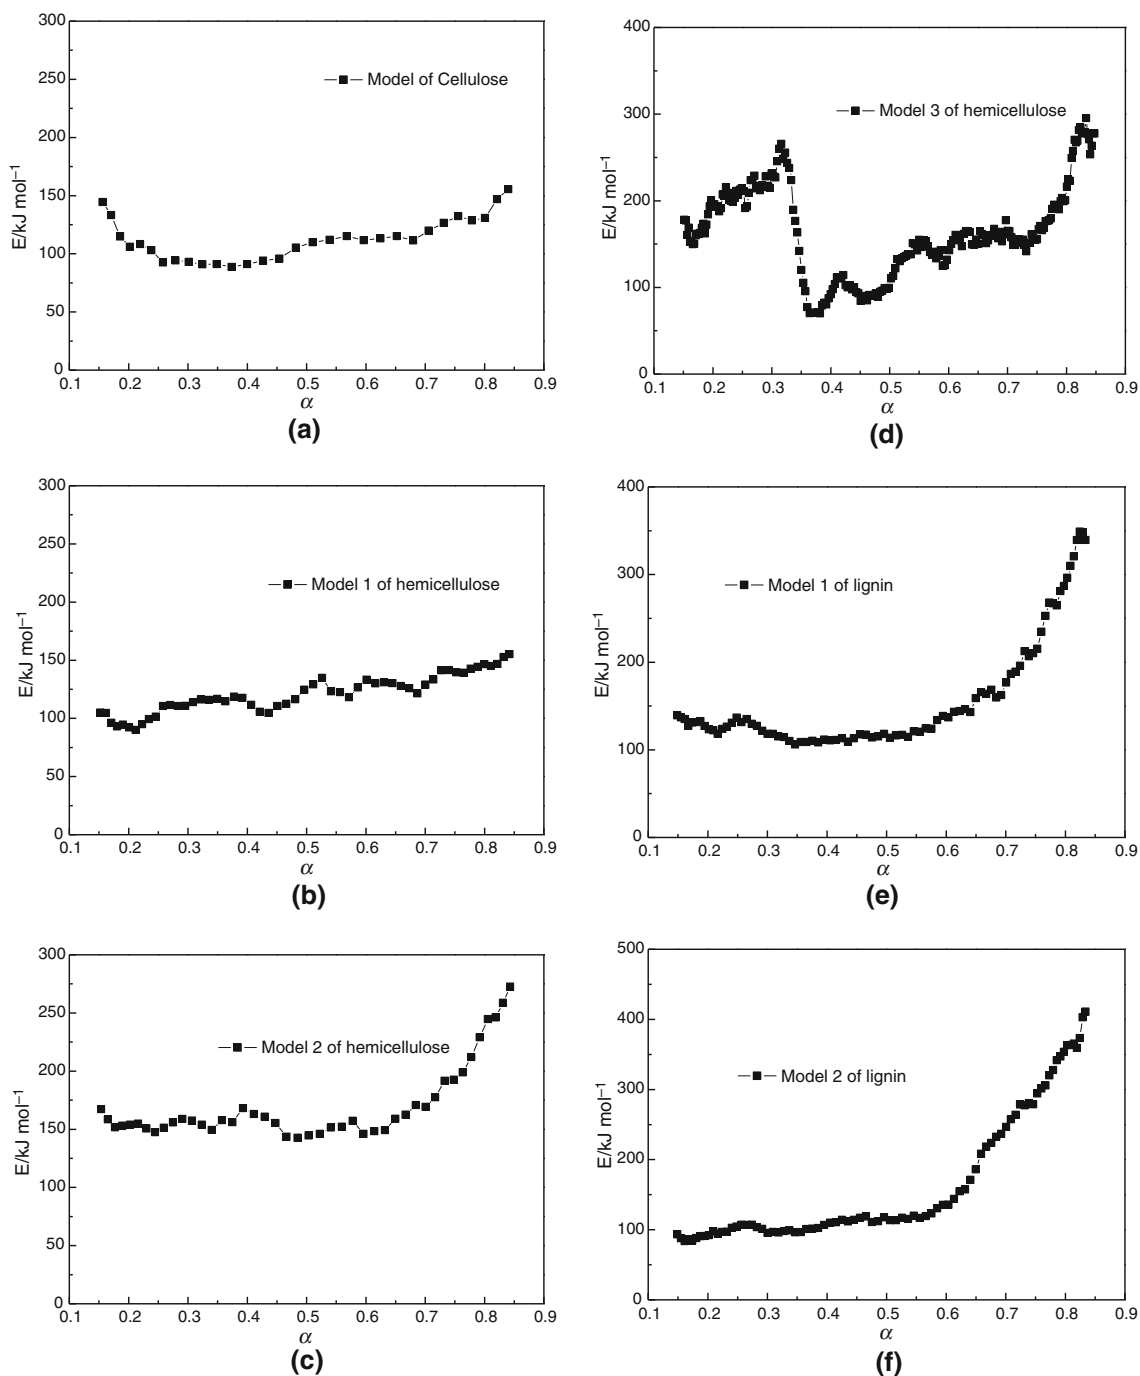 300
250
200
150
100
50
0
E/kJ mol⁻¹
Model of Cellulose
0.1 0.2 0.3 0.4 0.5 0.6 0.7 0.8 0.9
α
(a)
400
300
200
100
0
E/kJ mol⁻¹
Model 3 of hemicellulose
0.1 0.2 0.3 0.4 0.5 0.6 0.7 0.8 0.9
α
(d)
300
250
200
150
100
50
0
E/kJ mol⁻¹
Model 1 of hemicellulose
0.1 0.2 0.3 0.4 0.5 0.6 0.7 0.8 0.9
α
(b)
400
300
200
100
0
E/kJ mol⁻¹
Model 1 of lignin
0.1 0.2 0.3 0.4 0.5 0.6 0.7 0.8 0.9
α
(e)
300
250
200
150
100
50
0
E/kJ mol⁻¹
Model 2 of hemicellulose
0.1 0.2 0.3 0.4 0.5 0.6 0.7 0.8 0.9
α
(c)
500
400
300
200
100
0
E/kJ mol⁻¹
Model 2 of lignin
0.1 0.2 0.3 0.4 0.5 0.6 0.7 0.8 0.9
α
(f)